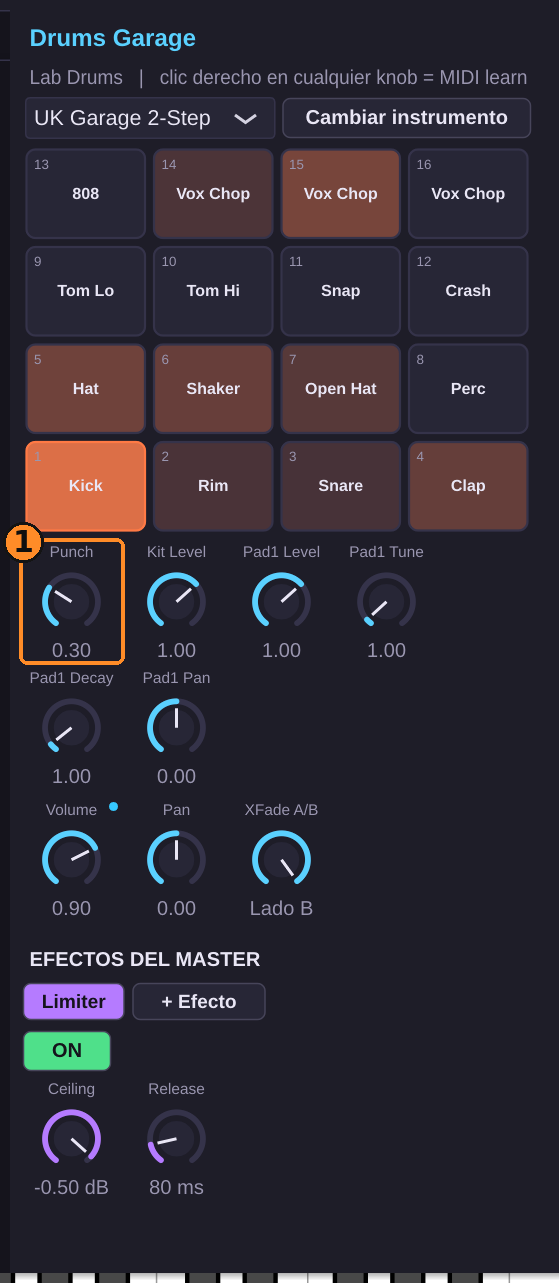 Drums Garage
Lab Drums | clic derecho en cualquier knob = MIDI learn
UK Garage 2-Step Cambiar instrumento
13 14 15 16
808 Vox Chop Vox Chop Vox Chop
9 10 11 12
Tom Lo Tom Hi Snap Crash
5 6 7 8
Hat Shaker Open Hat Perc
1 2 3 4
Kick Rim Snare Clap
1
Punch Kit Level Pad1 Level Pad1 Tune
0.30 1.00 1.00 1.00
Pad1 Decay Pad1 Pan
1.00 0.00
Volume Pan XFade A/B
0.90 0.00 Lado B
EFECTOS DEL MASTER
Limiter + Efecto
ON
Ceiling Release
-0.50 dB 80 ms